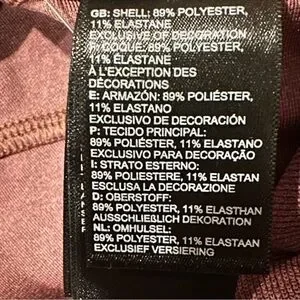 GB: SHELL: 89% POLYESTER,
11% ELASTANE
EXCLUSIVE OF DECORATION
F: COQUE: 89% POLYESTER,
11% ÉLASTANE
À L'EXCEPTION DES
DÉCORATIONS
E: ARMAZÓN: 89% POLIÉSTER,
11% ELASTANO
EXCLUSIVO DE DECORACIÓN
P: TECIDO PRINCIPAL:
89% POLIÉSTER, 11% ELASTANO
EXCLUSIVO PARA DECORAÇÃO
I: STRATO ESTERNO:
89% POLIESTERE, 11% ELASTAN
ESCLUSA LA DECORAZIONE
D: OBERSTOFF:
89% POLYESTER, 11% ELASTHAN
AUSSCHLIEßLICH DEKORATION
NL: OMHULSEL:
89% POLYESTER, 11% ELASTAAN
EXCLUSIEF VERSIERING